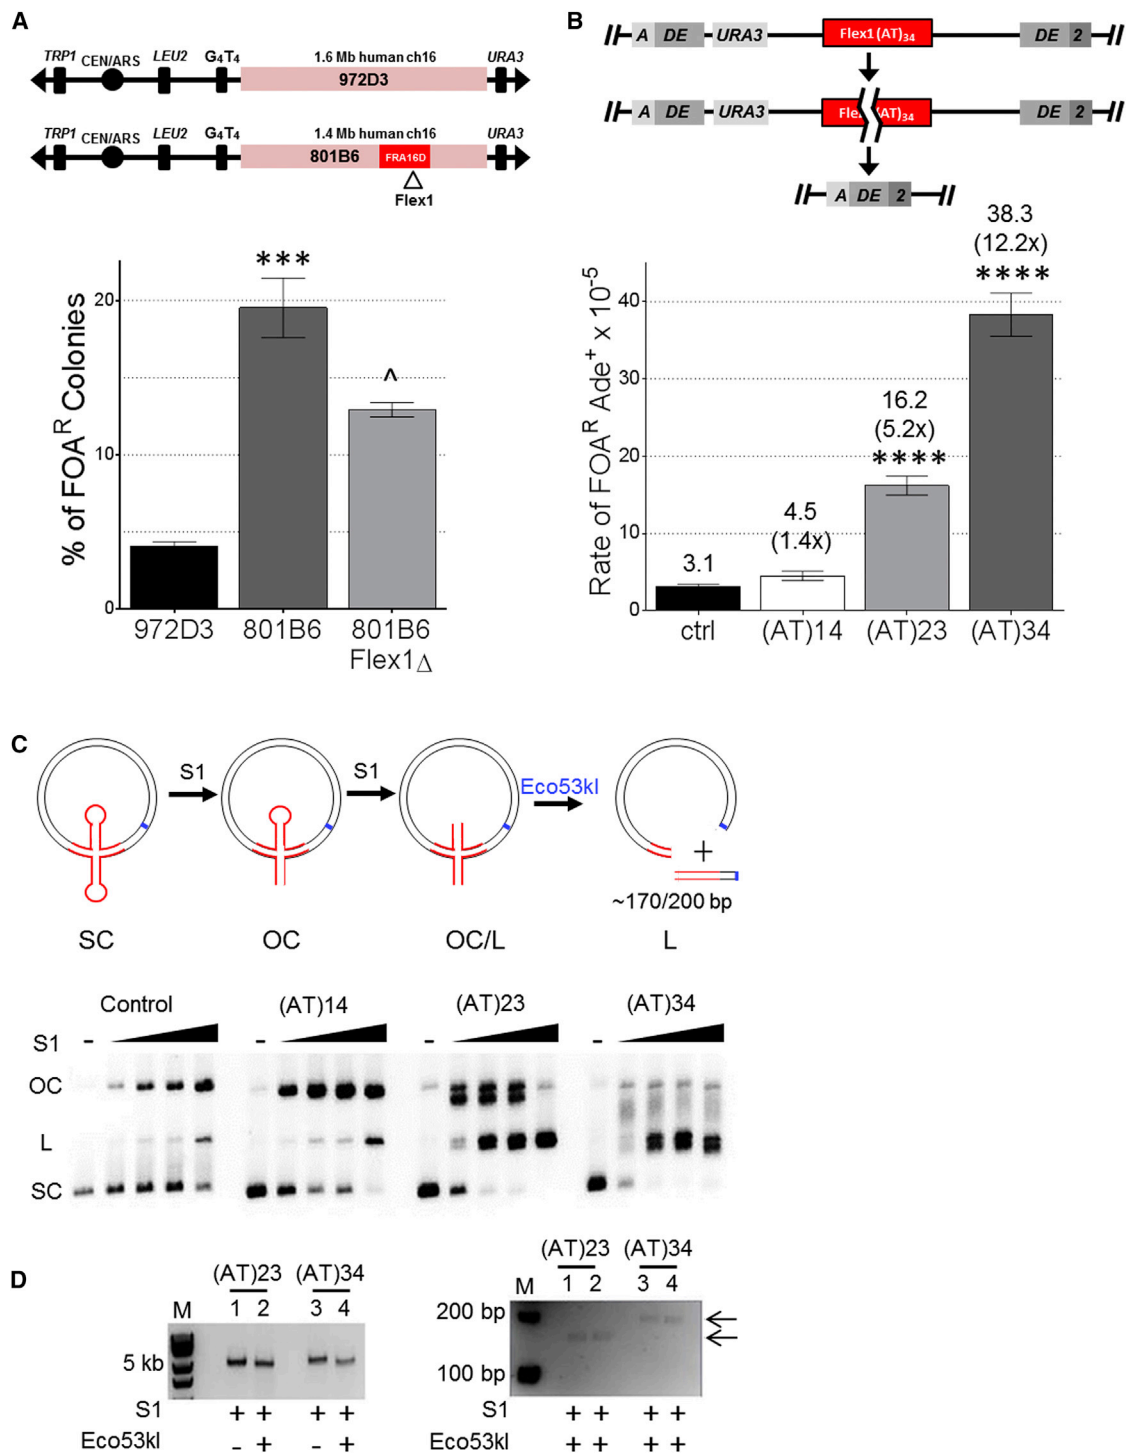 A
TRP1 CEN/ARS LEU2 G4T4 1.6 Mb human ch16 URA3
972D3
TRP1 CEN/ARS LEU2 G4T4 1.4 Mb human ch16 URA3
801B6 FRA16D
Flex1
% of FOA^R Colonies
20
10
0
***
^
972D3 801B6 801B6
Flex1Δ
B
A DE URA3 Flex1(AT)34 DE 2
A DE URA3 Flex (AT)34 DE 2
A DE 2
Rate of FOA^R Ade^+ x 10^-5
40
30
20
10
0
3.1
4.5
(1.4x)
16.2
(5.2x)
****
38.3
(12.2x)
****
ctrl (AT)14 (AT)23 (AT)34
C
S1 S1 Eco53kI
+
~170/200 bp
SC OC OC/L L
Control (AT)14 (AT)23 (AT)34
S1 - - - -
OC
L
SC
D
(AT)23 (AT)34
M 1 2 3 4
5 kb
S1 + + + +
Eco53kI - + - +
(AT)23 (AT)34
M 1 2 3 4
200 bp
100 bp
S1 + + + +
Eco53kI + + + +